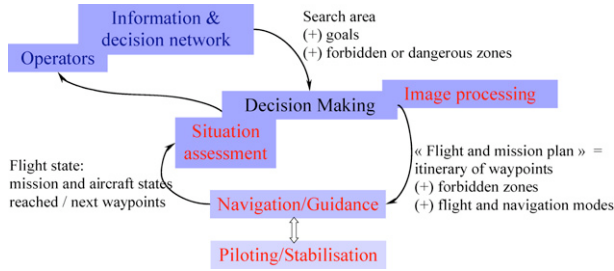 Information &
decision network
Operators
Search area
(+) goals
(+) forbidden or dangerous zones
Decision Making
Image processing
Situation
assessment
Flight state:
mission and aircraft states
reached / next waypoints
« Flight and mission plan » =
itinerary of waypoints
(+) forbidden zones
(+) flight and navigation modes
Navigation/Guidance
Piloting/Stabilisation